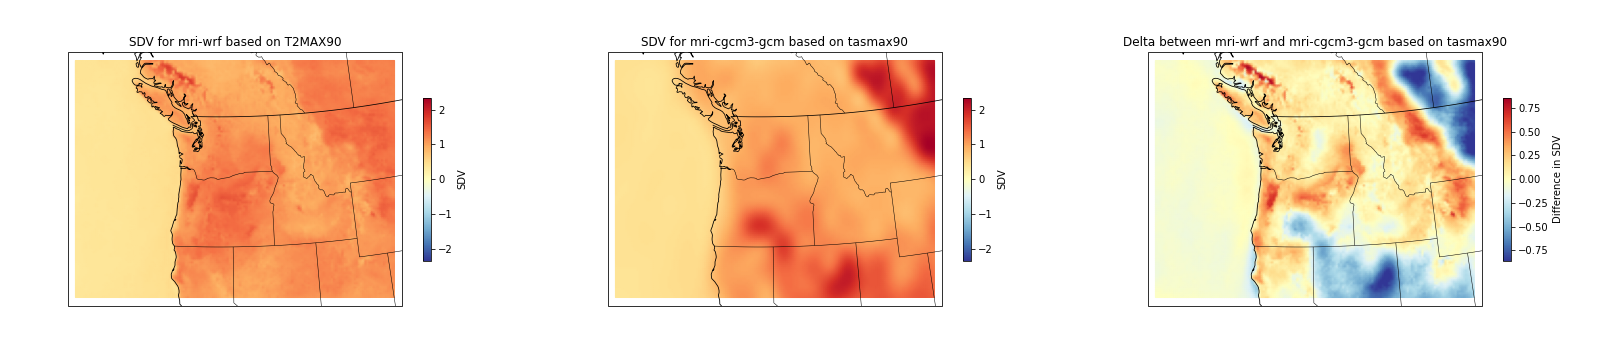 SDV for mri-wrf based on T2MAX90
2
1
0
−1
−2
SDV
SDV for mri-cgcm3-gcm based on tasmax90
2
1
0
−1
−2
SDV
Delta between mri-wrf and mri-cgcm3-gcm based on tasmax90
0.75
0.50
0.25
0.00
−0.25
−0.50
−0.75
Difference in SDV